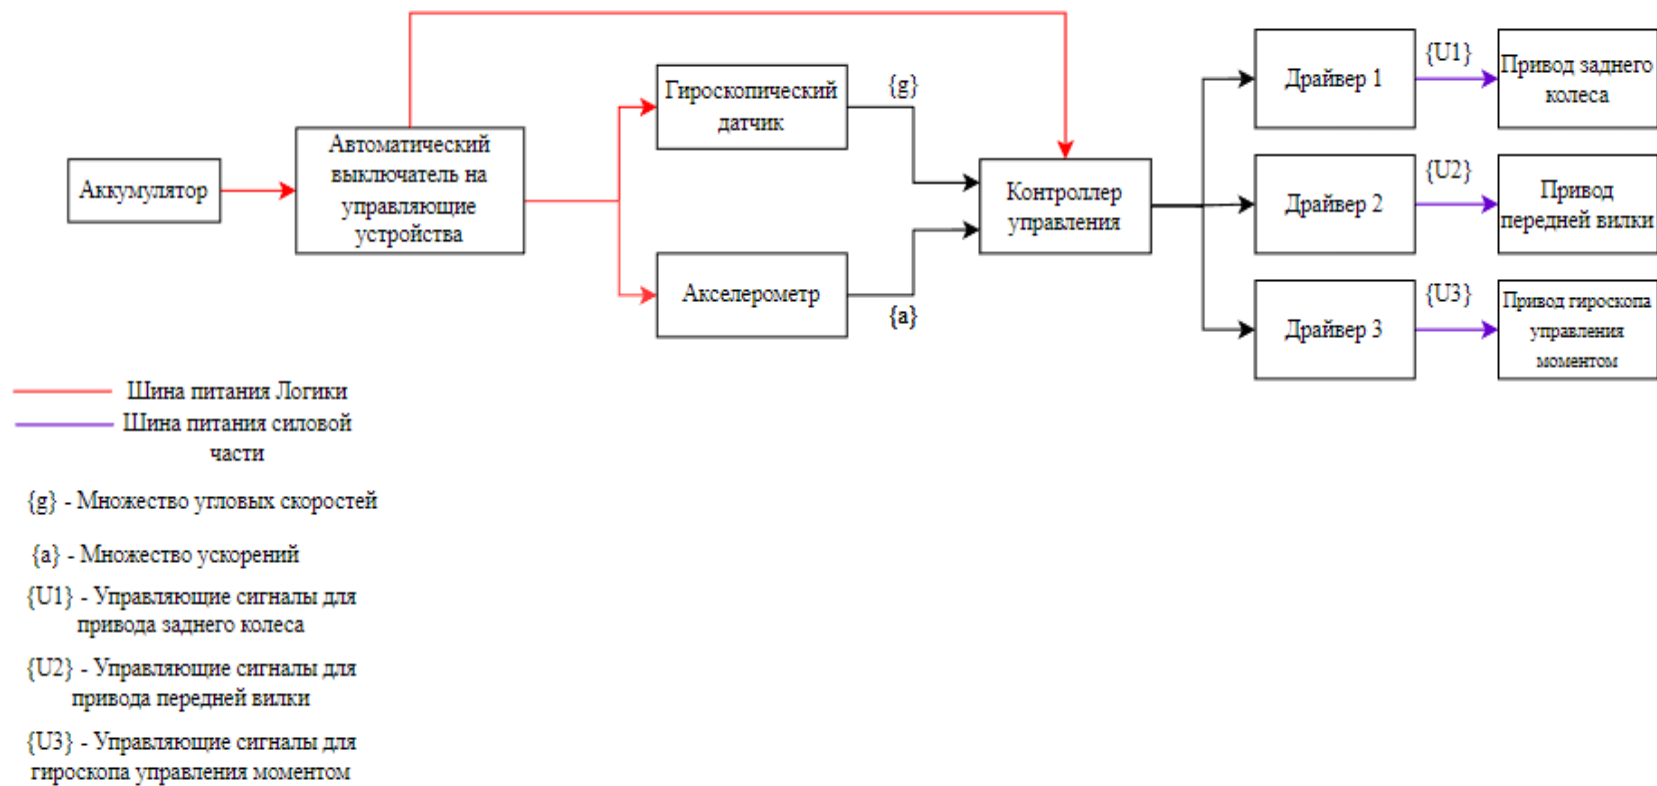 Аккумулятор
Автоматический
выключатель на
управляющие
устройства
Гироскопический
датчик
{g}
Акселерометр
{a}
Контроллер
управления
Драйвер 1
{U1}
Привод заднего
колеса
Драйвер 2
{U2}
Привод
передней вилки
Драйвер 3
{U3}
Привод гироскопа
управления
моментом
Шина питания Логики
Шина питания силовой
части
{g} - Множество угловых скоростей
{a} - Множество ускорений
{U1} - Управляющие сигналы для
привода заднего колеса
{U2} - Управляющие сигналы для
привода передней вилки
{U3} - Управляющие сигналы для
гироскопа управления моментом